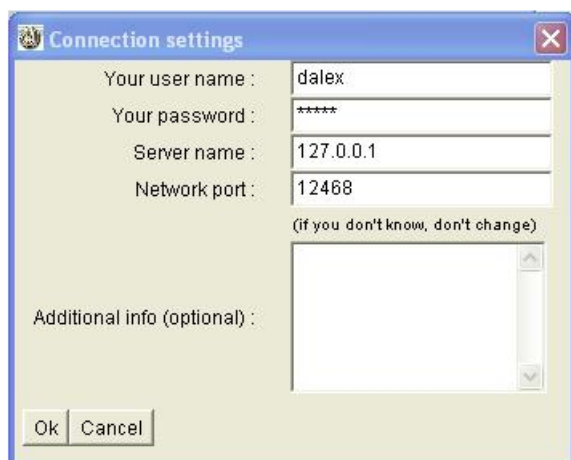 Connection settings
Your user name : dalex
Your password : *****
Server name : 127.0.0.1
Network port : 12468
(if you don't know, don't change)
Additional info (optional) :
Ok Cancel